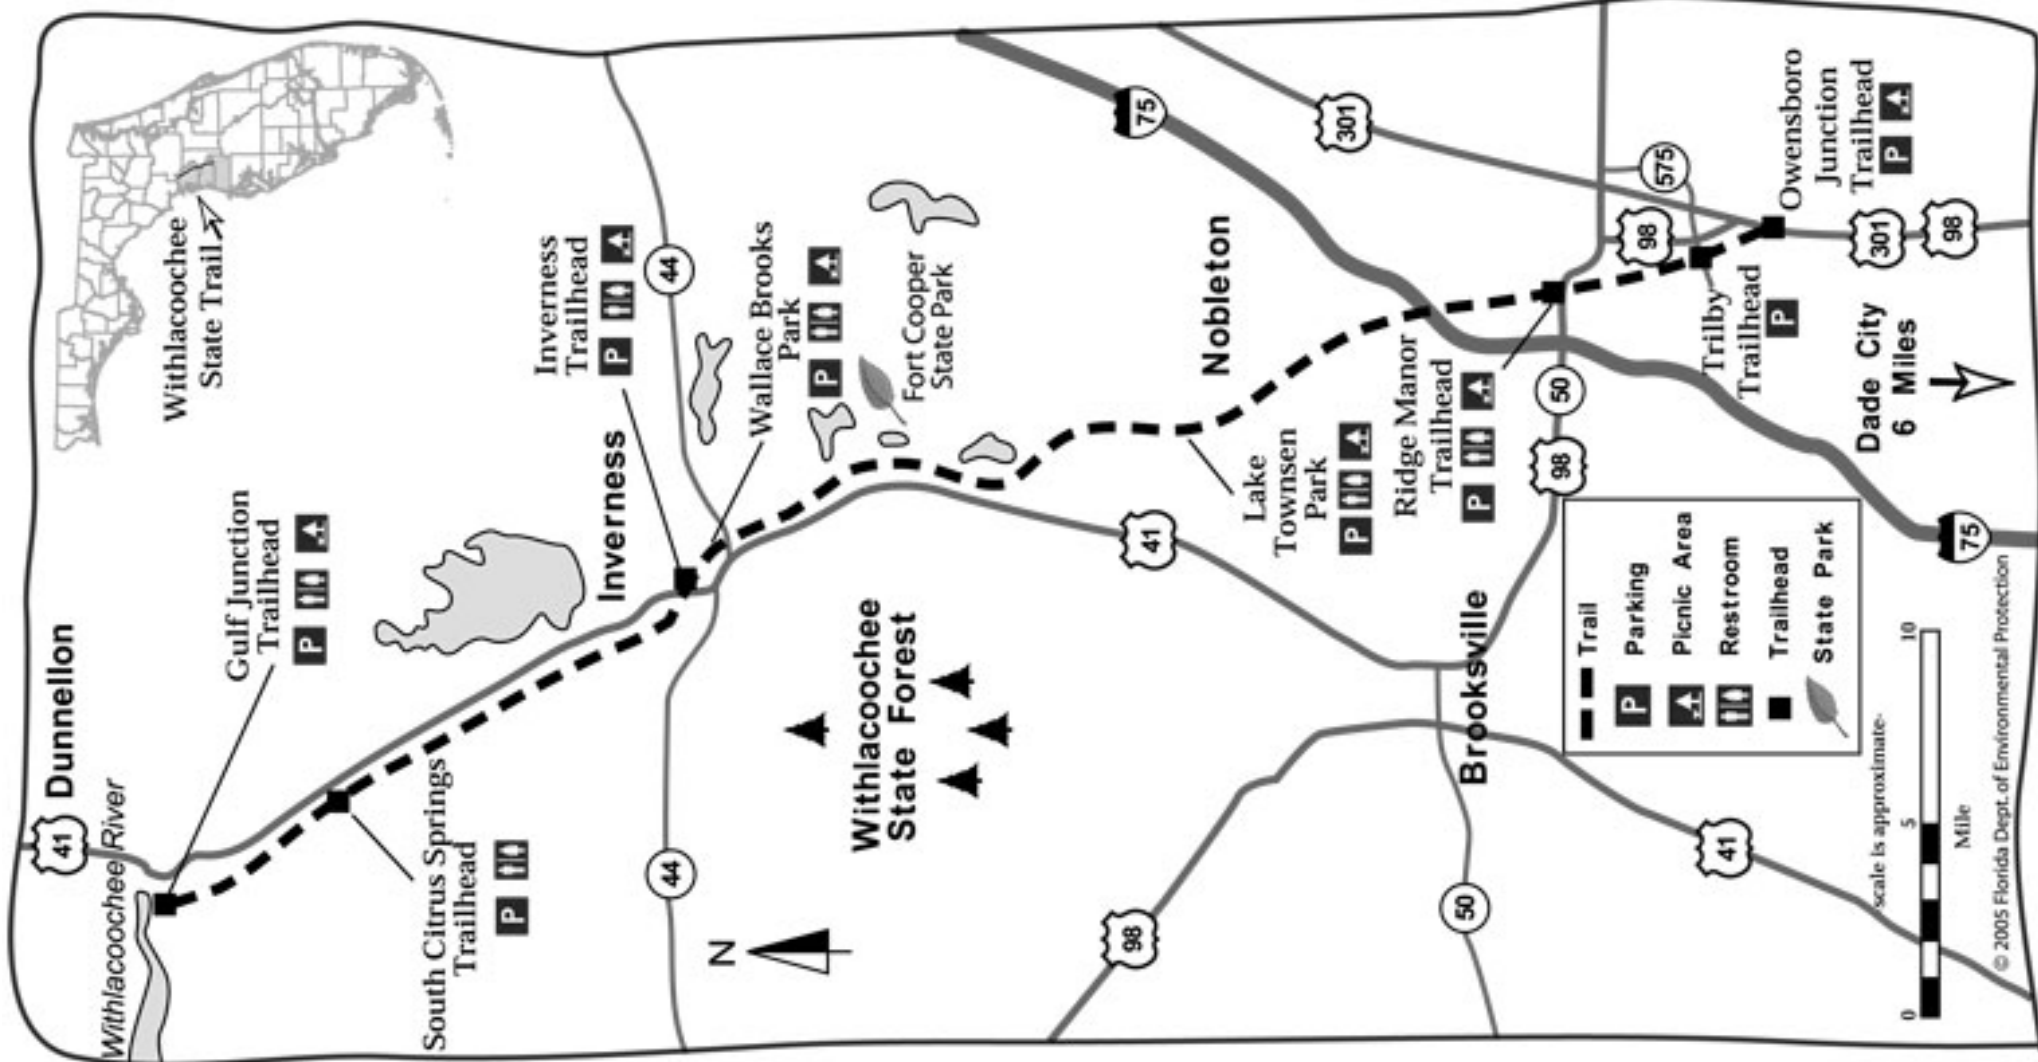 41
Dunnellon
Withlacoochee River
Withlacoochee
State Trail
Gulf Junction
Trailhead
P
South Citrus Springs
Trailhead
P
Inverness
Inverness
Trailhead
P
44
44
N
Wallace Brooks
Park
P
Fort Cooper
State Park
Withlacoochee
State Forest
75
301
98
41
Nobleton
Lake
Townsen
Park
P
Ridge Manor
Trailhead
P
50
Brooksville
98
50
98
575
Trilby
Trailhead
P
Owensboro
Junction
Trailhead
P
41
301
98
Dade City
6 Miles
75
Trail
P Parking
Picnic Area
Restroom
Trailhead
State Park
scale is approximate-
0 5 10
Mile
© 2005 Florida Dept. of Environmental Protection